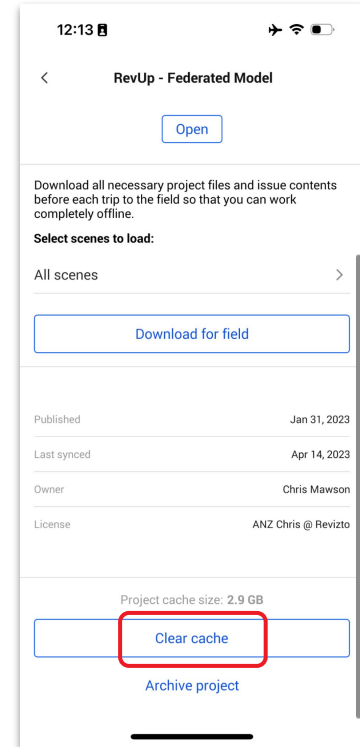 12:13
RevUp - Federated Model
Open
Download all necessary project files and issue contents
before each trip to the field so that you can work
completely offline.
Select scenes to load:
All scenes
Download for field
Published Jan 31, 2023
Last synced Apr 14, 2023
Owner Chris Mawson
License ANZ Chris @ Revizto
Project cache size: 2.9 GB
Clear cache
Archive project